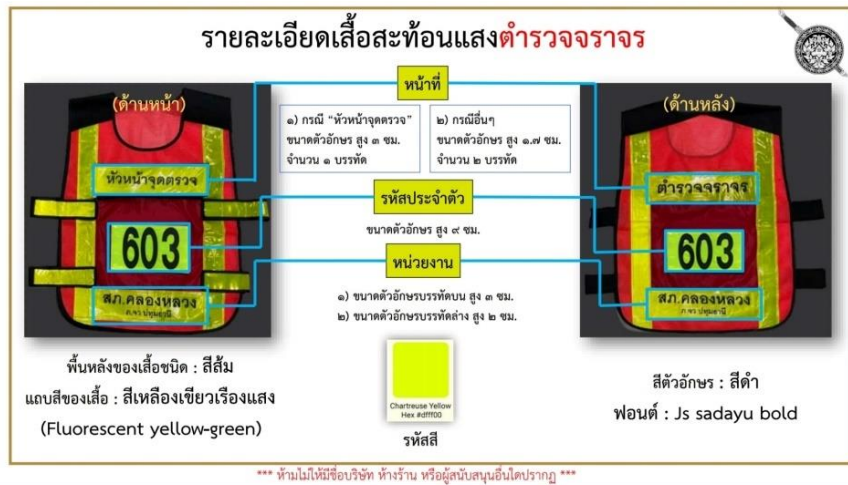 รายละเอียดเสื้อสะท้อนแสงตำรวจจราจร
(ด้านหน้า)
หัวหน้าจุดตรวจ
603
สภ.คลองหลวง
ภ.จว.ปทุมธานี
หน้าที่
๑) กรณี "หัวหน้าจุดตรวจ"
ขนาดตัวอักษร สูง ๓ ซม.
จำนวน ๑ บรรทัด
๒) กรณีอื่นๆ
ขนาดตัวอักษร สูง ๑.๗ ซม.
จำนวน ๒ บรรทัด
รหัสประจำตัว
ขนาดตัวอักษร สูง ๙ ซม.
หน่วยงาน
๑) ขนาดตัวอักษรบรรทัดบน สูง ๓ ซม.
๒) ขนาดตัวอักษรบรรทัดล่าง สูง ๒ ซม.
(ด้านหลัง)
ตำรวจจราจร
603
สภ.คลองหลวง
ภ.จว.ปทุมธานี
พื้นหลังของเสื้อชนิด : สีส้ม
แถบสีของเสื้อ : สีเหลืองเขียวเรืองแสง
(Fluorescent yellow-green)
Chartreuse Yellow
Hex #dfff00
รหัสสี
สีตัวอักษร : สีดำ
ฟอนต์ : Js sadayu bold
*** ห้ามไม่ให้มีชื่อบริษัท ห้างร้าน หรือผู้สนับสนุนอื่นใดปรากฏ ***